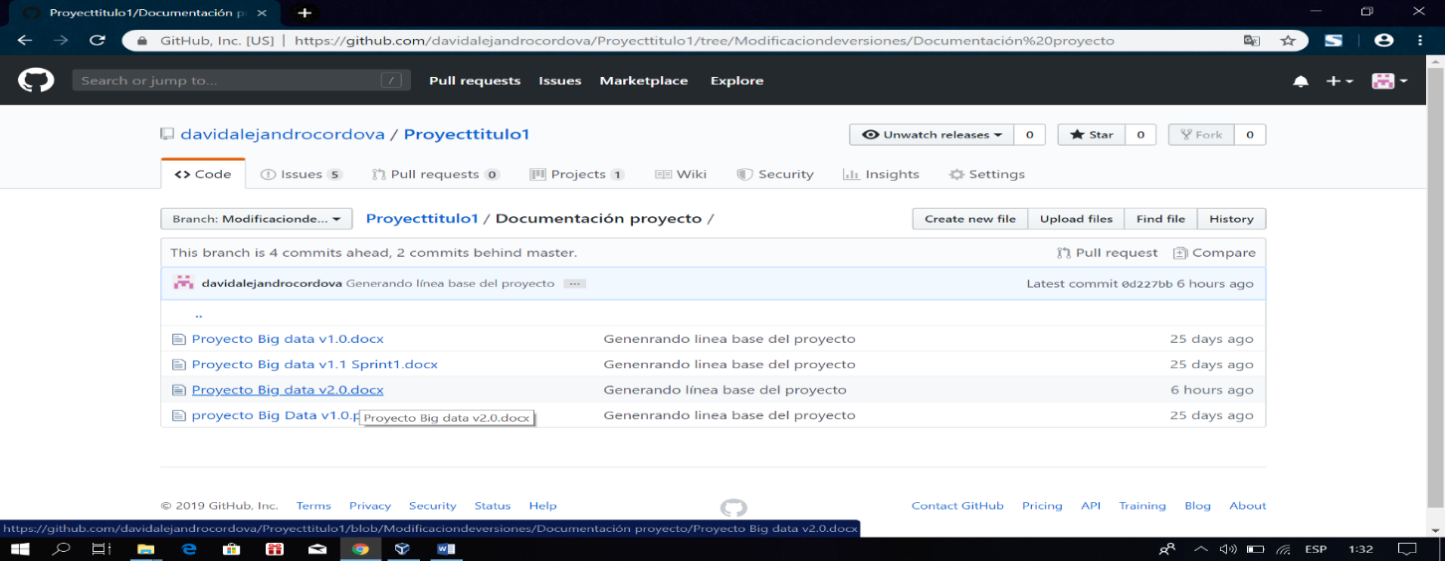 Proyecttitulo1/Documentación p
GitHub, Inc. [US] | https://github.com/davidalejandrocordova/Proyecttitulo1/tree/Modificaciondeversiones/Documentación%20proyecto
Search or jump to... / Pull requests Issues Marketplace Explore
davidalejandrocordova / Proyecttitulo1 Unwatch releases 0 Star 0 Fork 0
Code Issues 5 Pull requests 0 Projects 1 Wiki Security Insights Settings
Branch: Modificacionde... Proyecttitulo1 / Documentación proyecto / Create new file Upload files Find file History
This branch is 4 commits ahead, 2 commits behind master. Pull request Compare
davidalejandrocordova Generando línea base del proyecto ... Latest commit 0d227bb 6 hours ago
..
Proyecto Big data v1.0.docx Genenrando linea base del proyecto 25 days ago
Proyecto Big data v1.1 Sprint1.docx Genenrando linea base del proyecto 25 days ago
Proyecto Big data v2.0.docx Generando línea base del proyecto 6 hours ago
proyecto Big Data v1.0.p Genenrando linea base del proyecto 25 days ago
Proyecto Big data v2.0.docx
© 2019 GitHub, Inc. Terms Privacy Security Status Help Contact GitHub Pricing API Training Blog About
https://github.com/davidalejandrocordova/Proyecttitulo1/blob/Modificaciondeversiones/Documentación proyecto/Proyecto Big data v2.0.docx
ESP 1:32